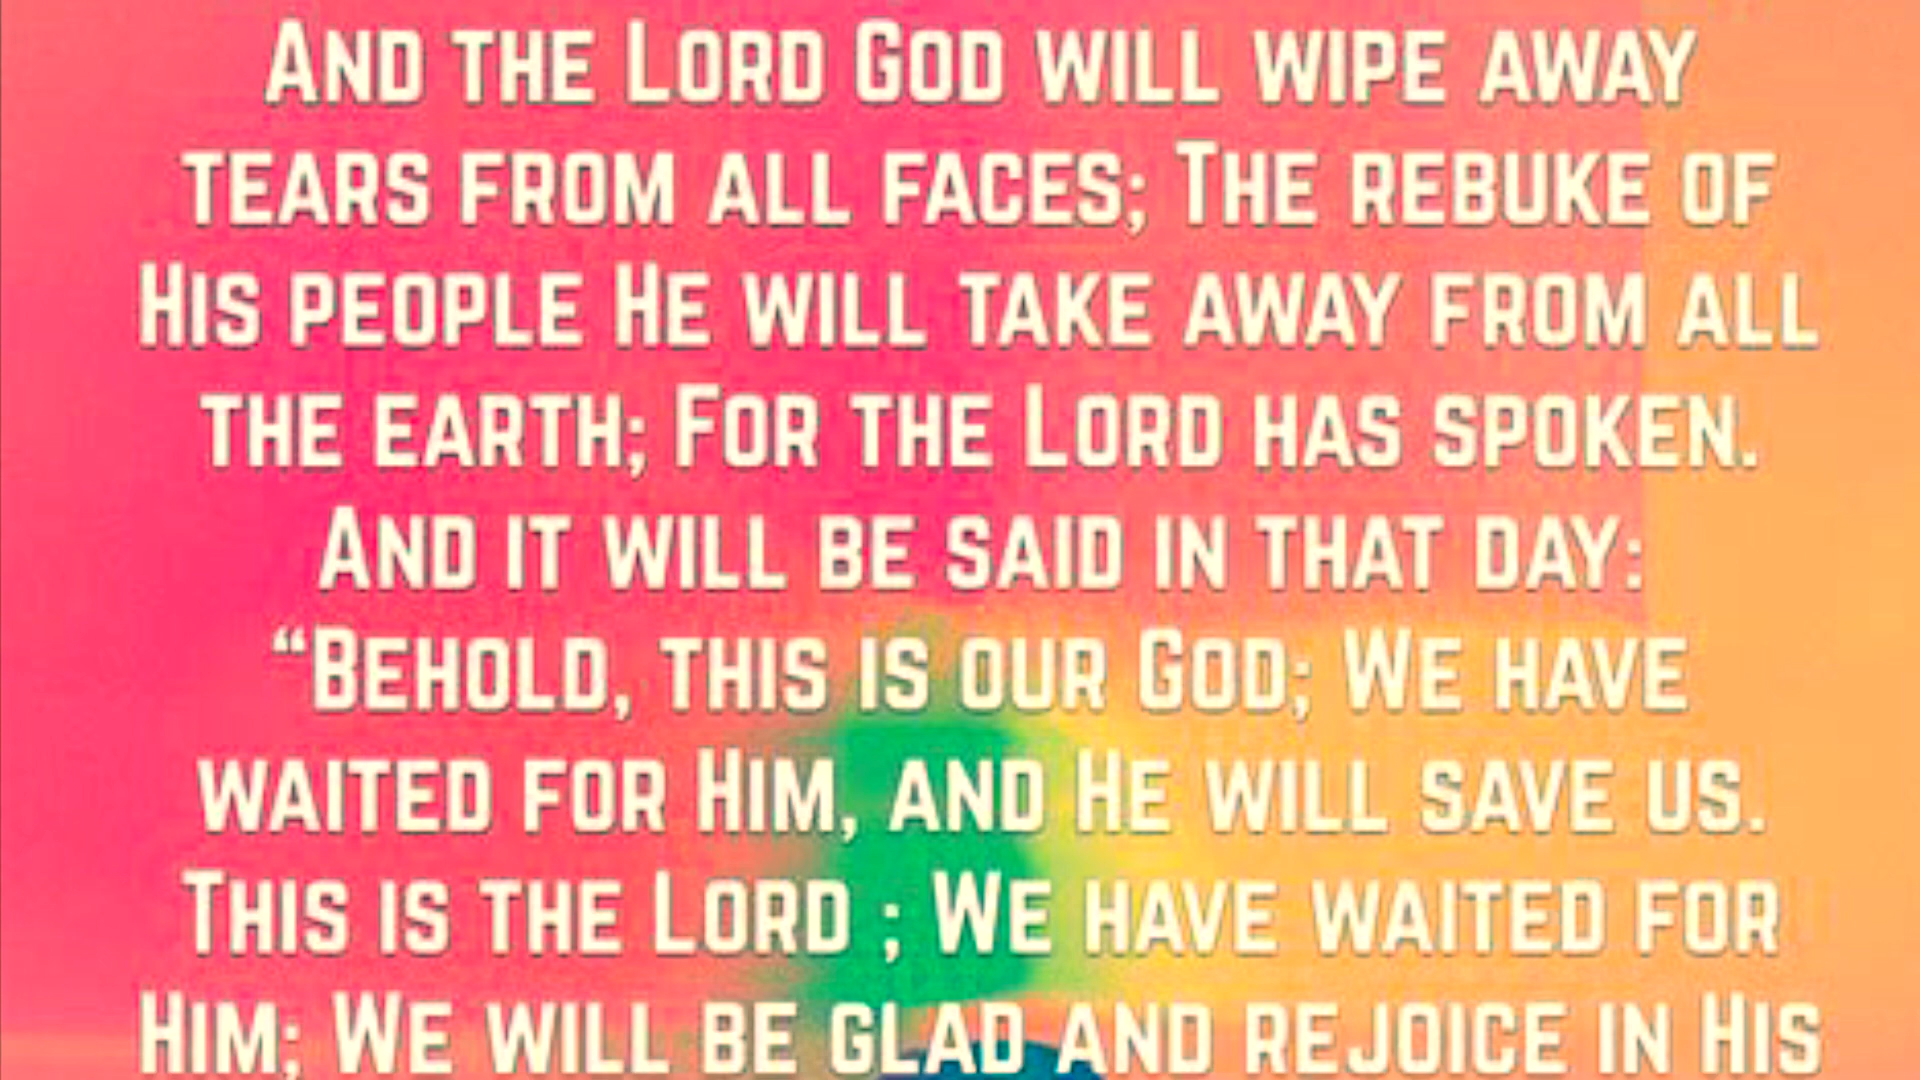 And the Lord God will wipe away
tears from all faces; The rebuke of
His people He will take away from all
the earth; For the Lord has spoken.
And it will be said in that day:
“Behold, this is our God; We have
waited for Him, and He will save us.
This is the Lord ; We have waited for
Him; We will be glad and rejoice in His